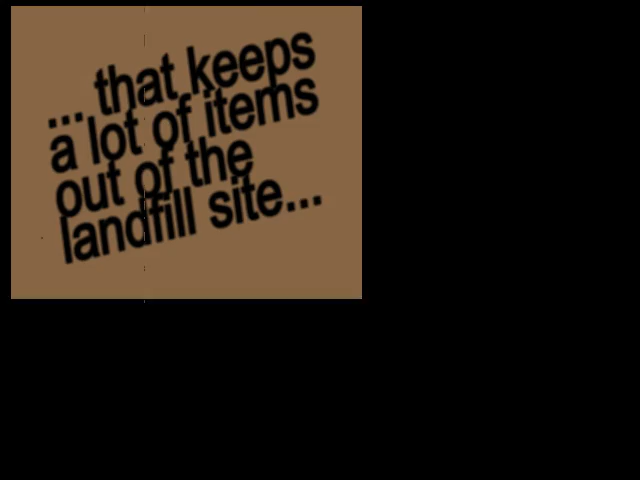 ... that keeps
a lot of items
out of the
landfill site...